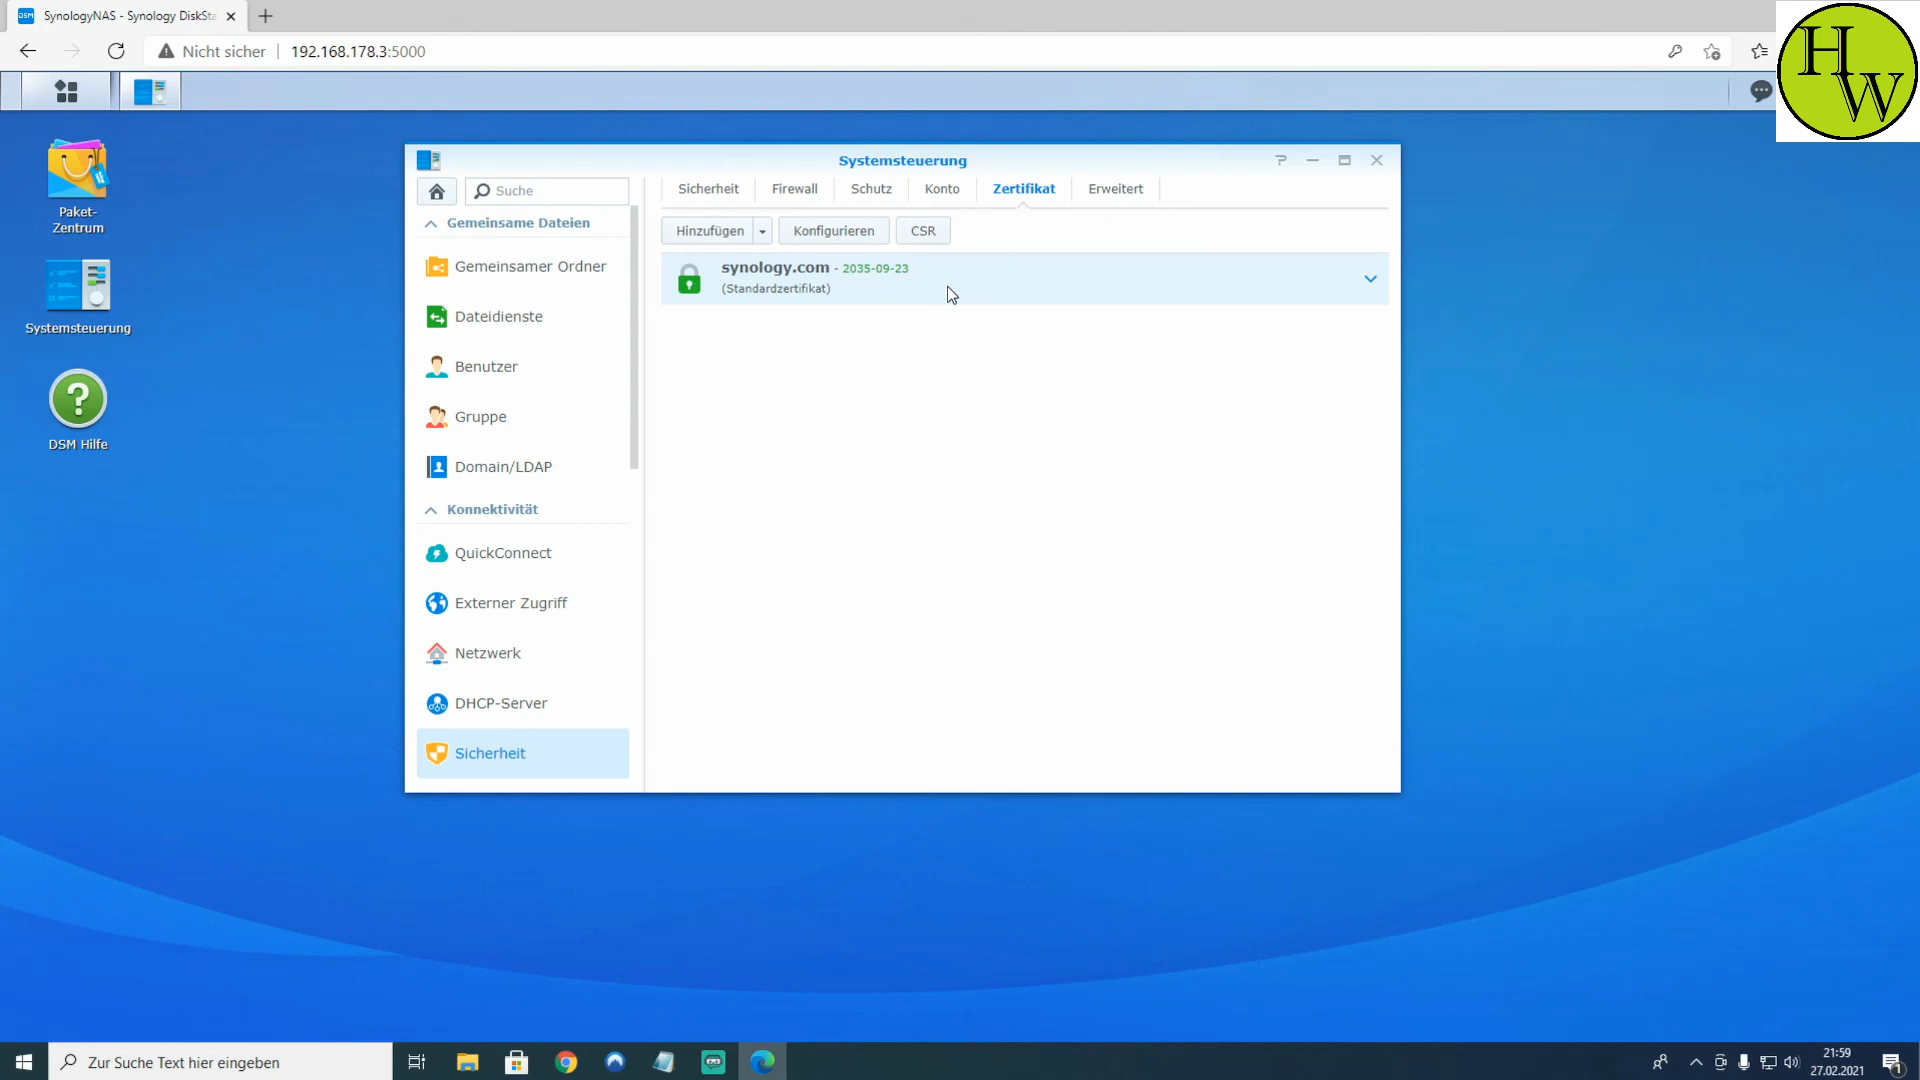 SynologyNAS - Synology DiskSta
Nicht sicher
192.168.178.3:5000
HW
Paket-
Zentrum
Systemsteuerung
DSM Hilfe
Systemsteuerung
Suche
Gemeinsame Dateien
Gemeinsamer Ordner
Dateidienste
Benutzer
Gruppe
Domain/LDAP
Konnektivität
QuickConnect
Externer Zugriff
Netzwerk
DHCP-Server
Sicherheit
Sicherheit
Firewall
Schutz
Konto
Zertifikat
Erweitert
Hinzufügen
Konfigurieren
CSR
synology.com - 2035-09-23
(Standardzertifikat)
Zur Suche Text hier eingeben
21:59
27.02.2021
1